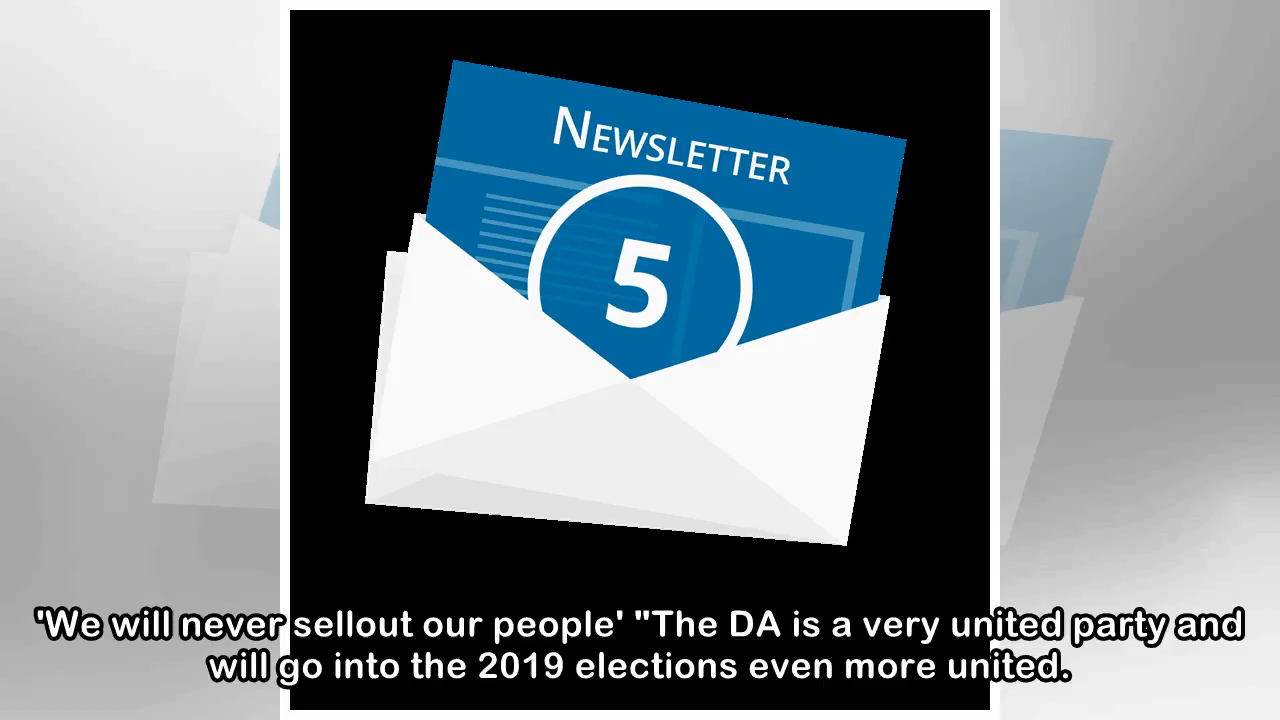 NEWSLETTER
5
'We will never sellout our people' "The DA is a very united party and
will go into the 2019 elections even more united.